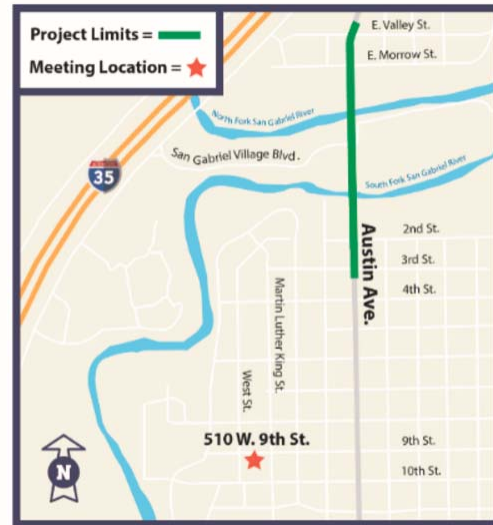 Project Limits =
Meeting Location =
E. Valley St.
E. Morrow St.
North Fork San Gabriel River
San Gabriel Village Blvd.
35
South Fork San Gabriel River
2nd St.
Austin Ave.
3rd St.
4th St.
Martin Luther King St.
West St.
510 W. 9th St.
9th St.
10th St.
N